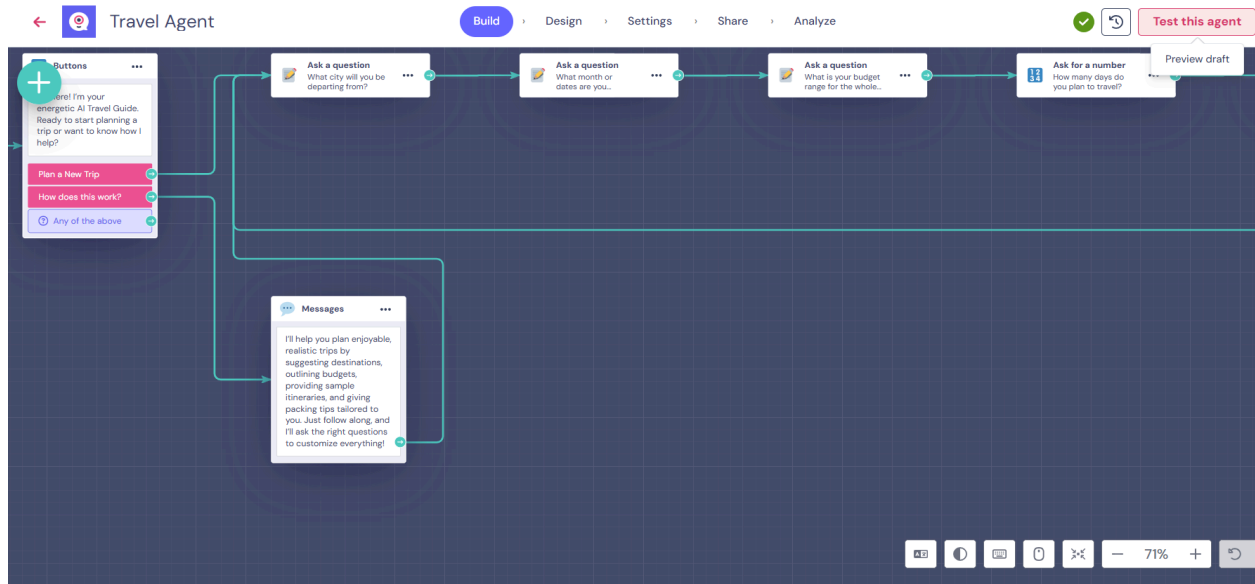 Travel Agent
Build
Design
Settings
Share
Analyze
Test this agent
Preview draft
Buttons
here! I'm your
energetic AI Travel Guide.
Ready to start planning a
trip or want to know how I
help?
Plan a New Trip
How does this work?
Any of the above
Ask a question
What city will you be
departing from?
Ask a question
What month or
dates are you...
Ask a question
What is your budget
range for the whole...
1234
Ask for a number
How many days do
you plan to travel?
Messages
I'll help you plan enjoyable,
realistic trips by
suggesting destinations,
outlining budgets,
providing sample
itineraries, and giving
packing tips tailored to
you. Just follow along, and
I'll ask the right questions
to customize everything!
71%